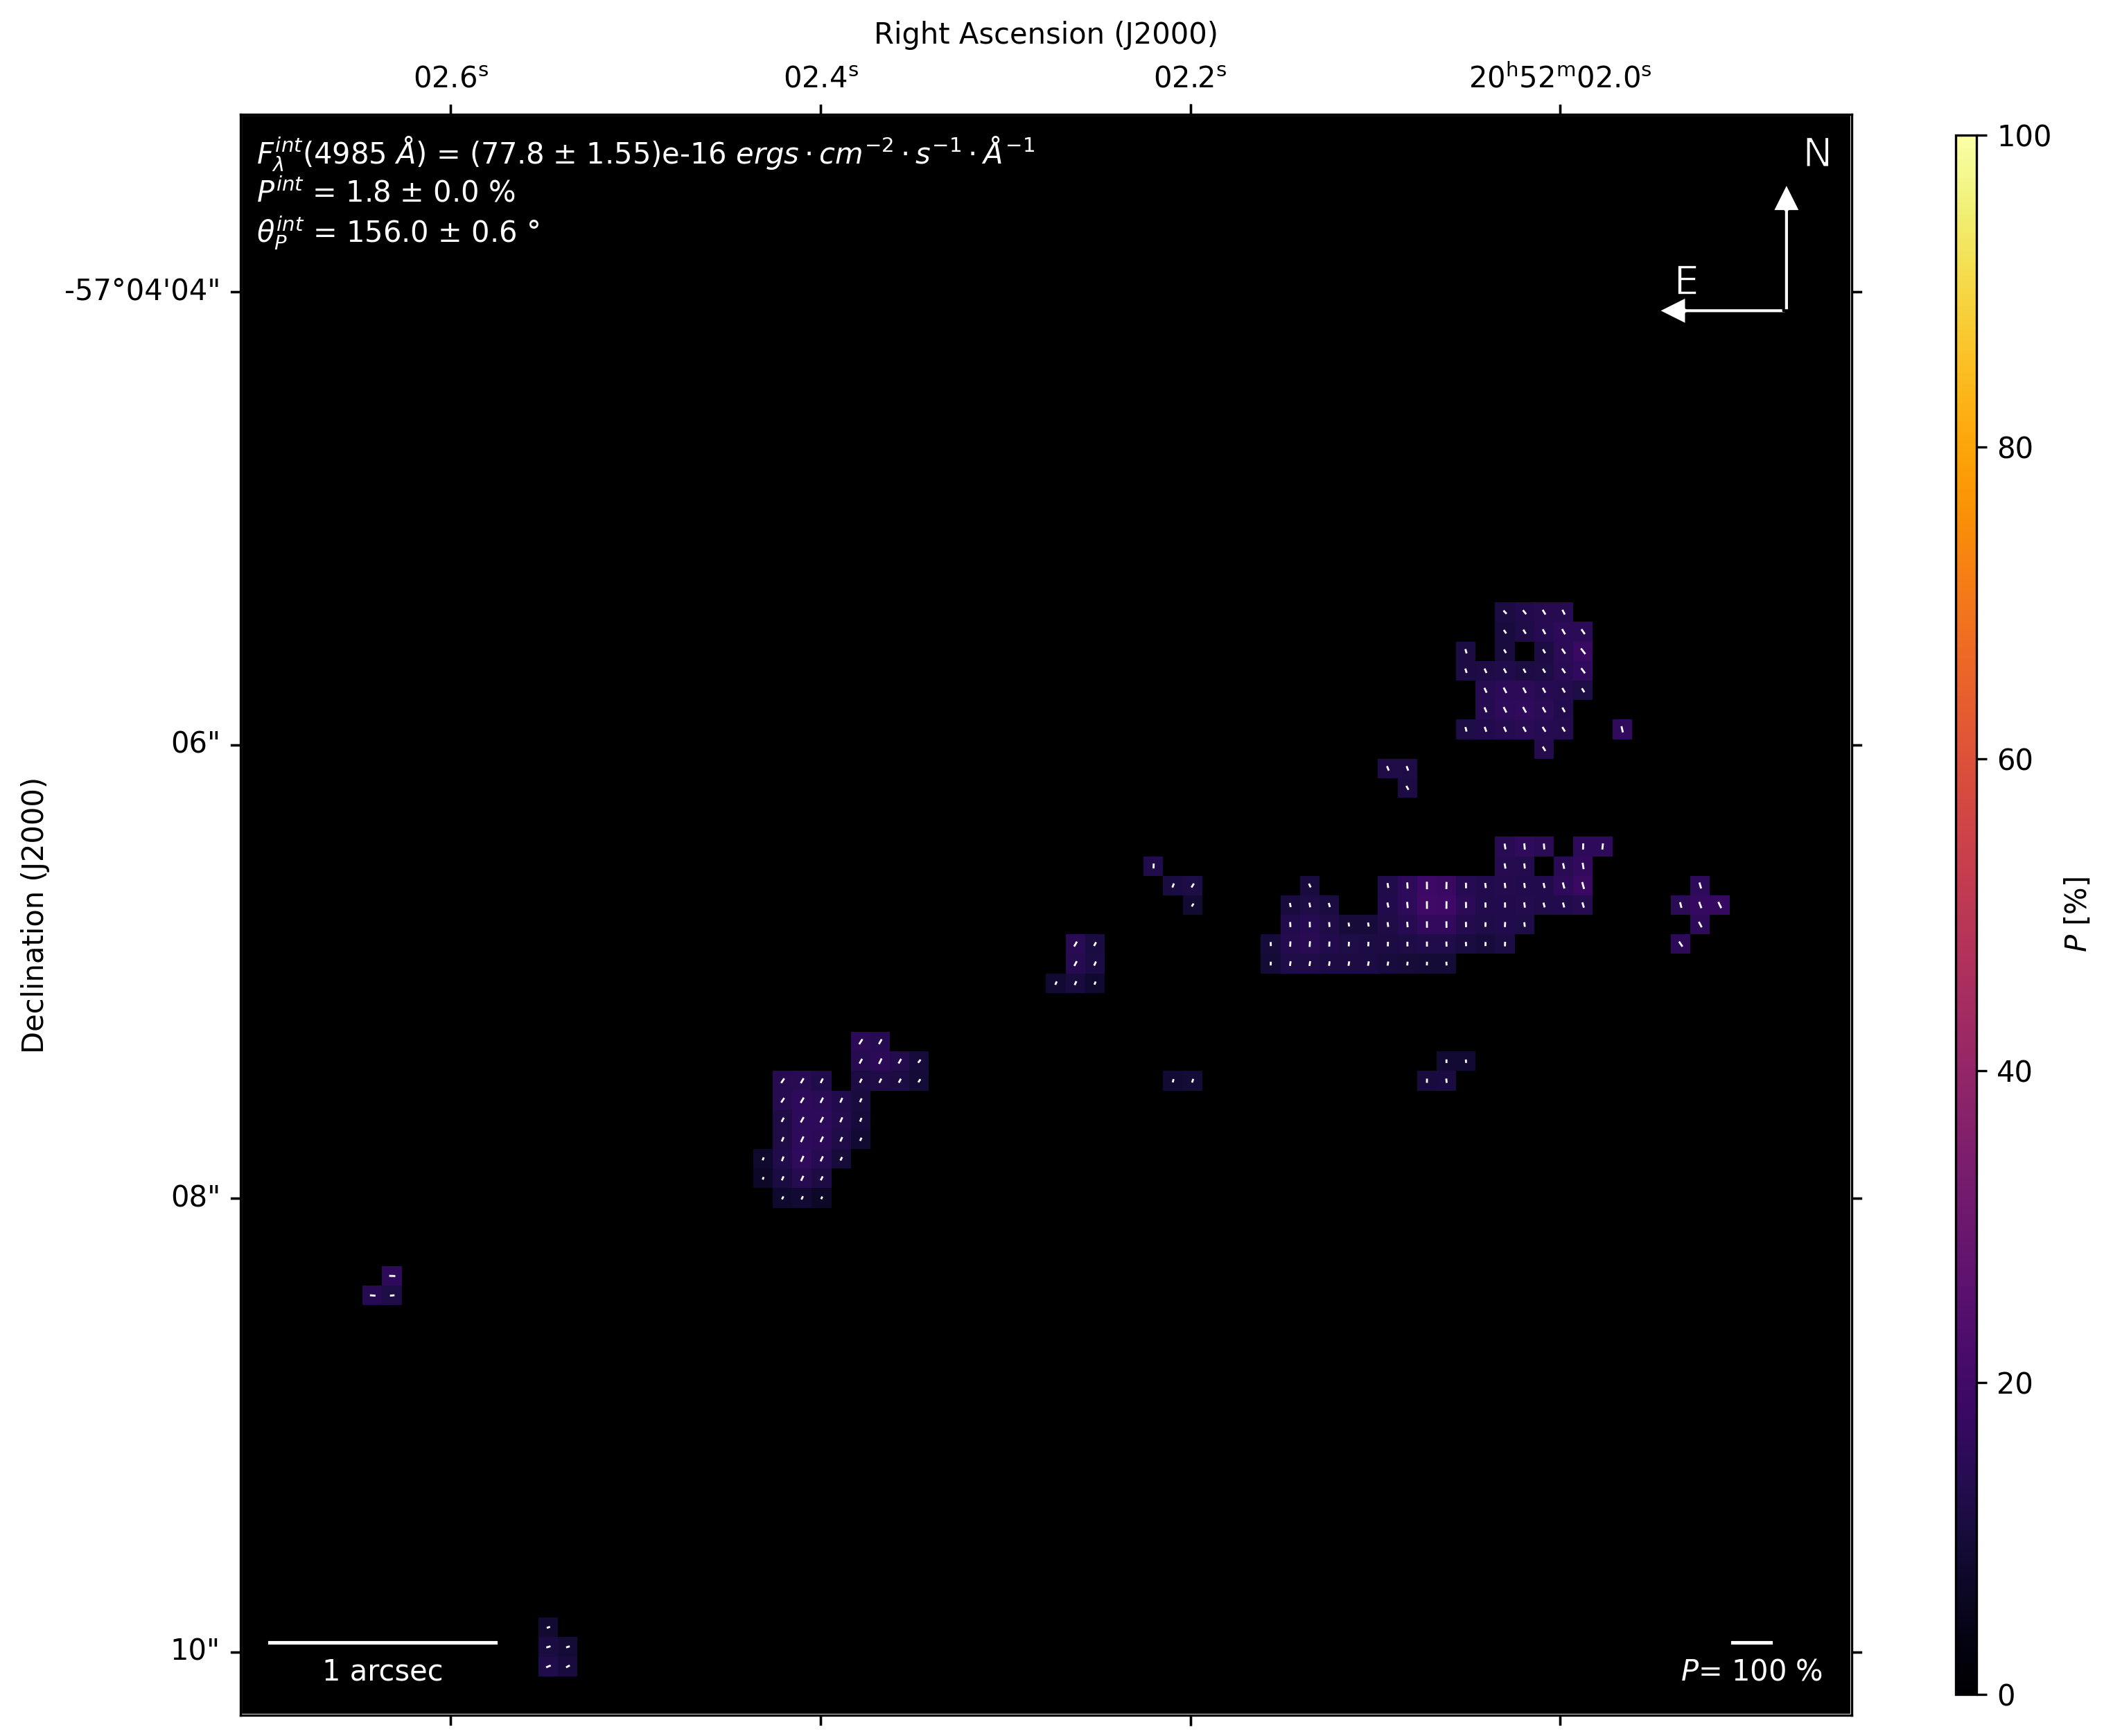 Right Ascension (J2000)
02.6ˢ 02.4ˢ 02.2ˢ 20ʰ52ᵐ02.0ˢ
F_λ^int(4985 Å) = (77.8 ± 1.55)e-16 ergs · cm⁻² · s⁻¹ · Å⁻¹
P^int = 1.8 ± 0.0 %
θ_P^int = 156.0 ± 0.6 °
N
E
-57°04'04"
06"
08"
10"
Declination (J2000)
1 arcsec
P= 100 %
100
80
60
40
20
0
P [%]